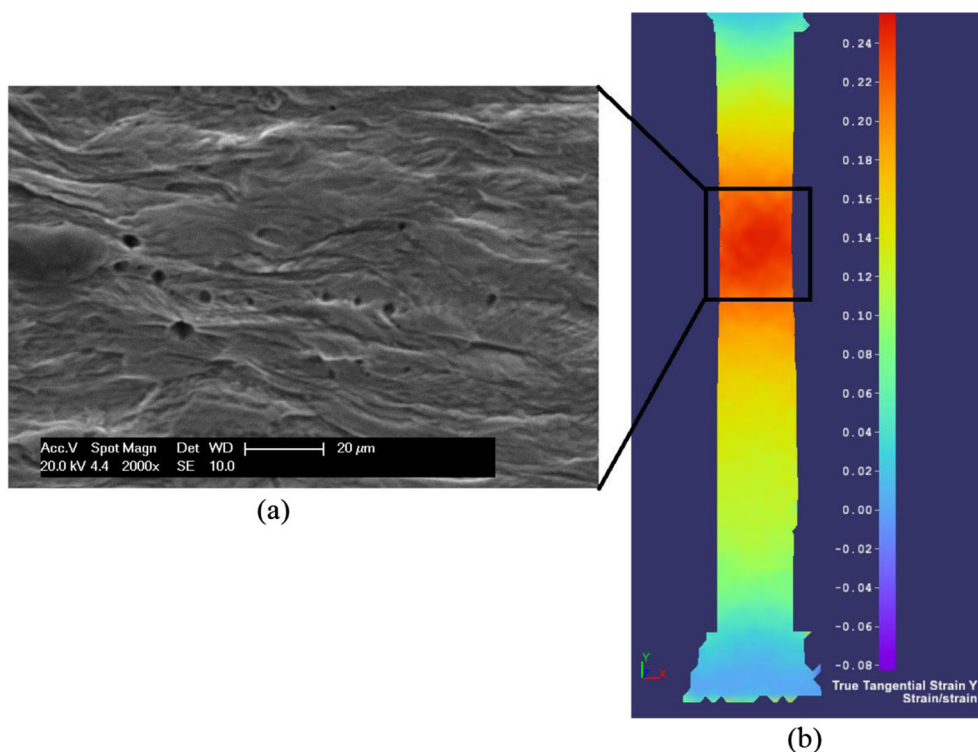 Acc.V Spot Magn Det WD 20 µm
20.0 kV 4.4 2000x SE 10.0
(a)
0.24
0.22
0.20
0.18
0.16
0.14
0.12
0.10
0.08
0.06
0.04
0.02
0.00
-0.02
-0.04
-0.06
-0.08
Y
Z X
True Tangential Strain Y
Strain/strain
(b)